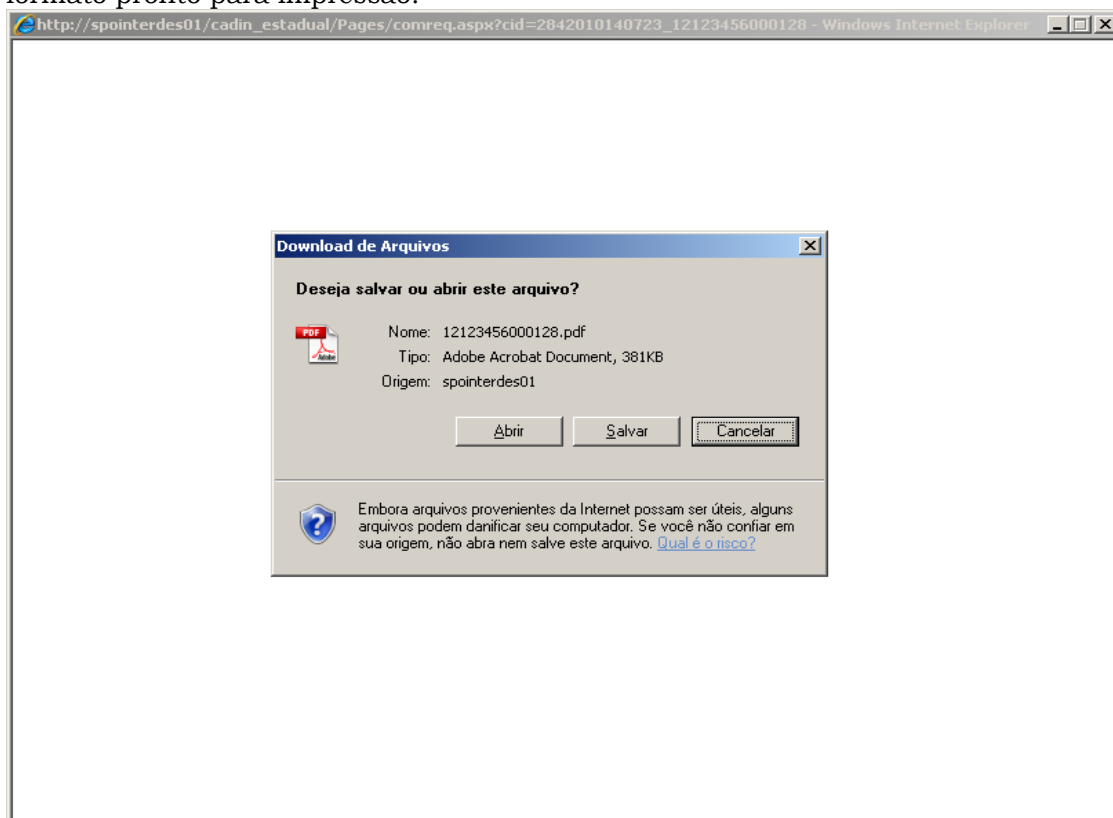 formato pronto para impressão.
http://spointerdes01/cadin_estadual/Pages/comreq.aspx?cid=2842010140723_12123456000128 - Windows Internet Explorer
Download de Arquivos
Deseja salvar ou abrir este arquivo?
PDF
Adobe
Nome: 12123456000128.pdf
Tipo: Adobe Acrobat Document, 381KB
Origem: spointerdes01
Abrir Salvar Cancelar
Embora arquivos provenientes da Internet possam ser úteis, alguns
arquivos podem danificar seu computador. Se você não confiar em
sua origem, não abra nem salve este arquivo. Qual é o risco?